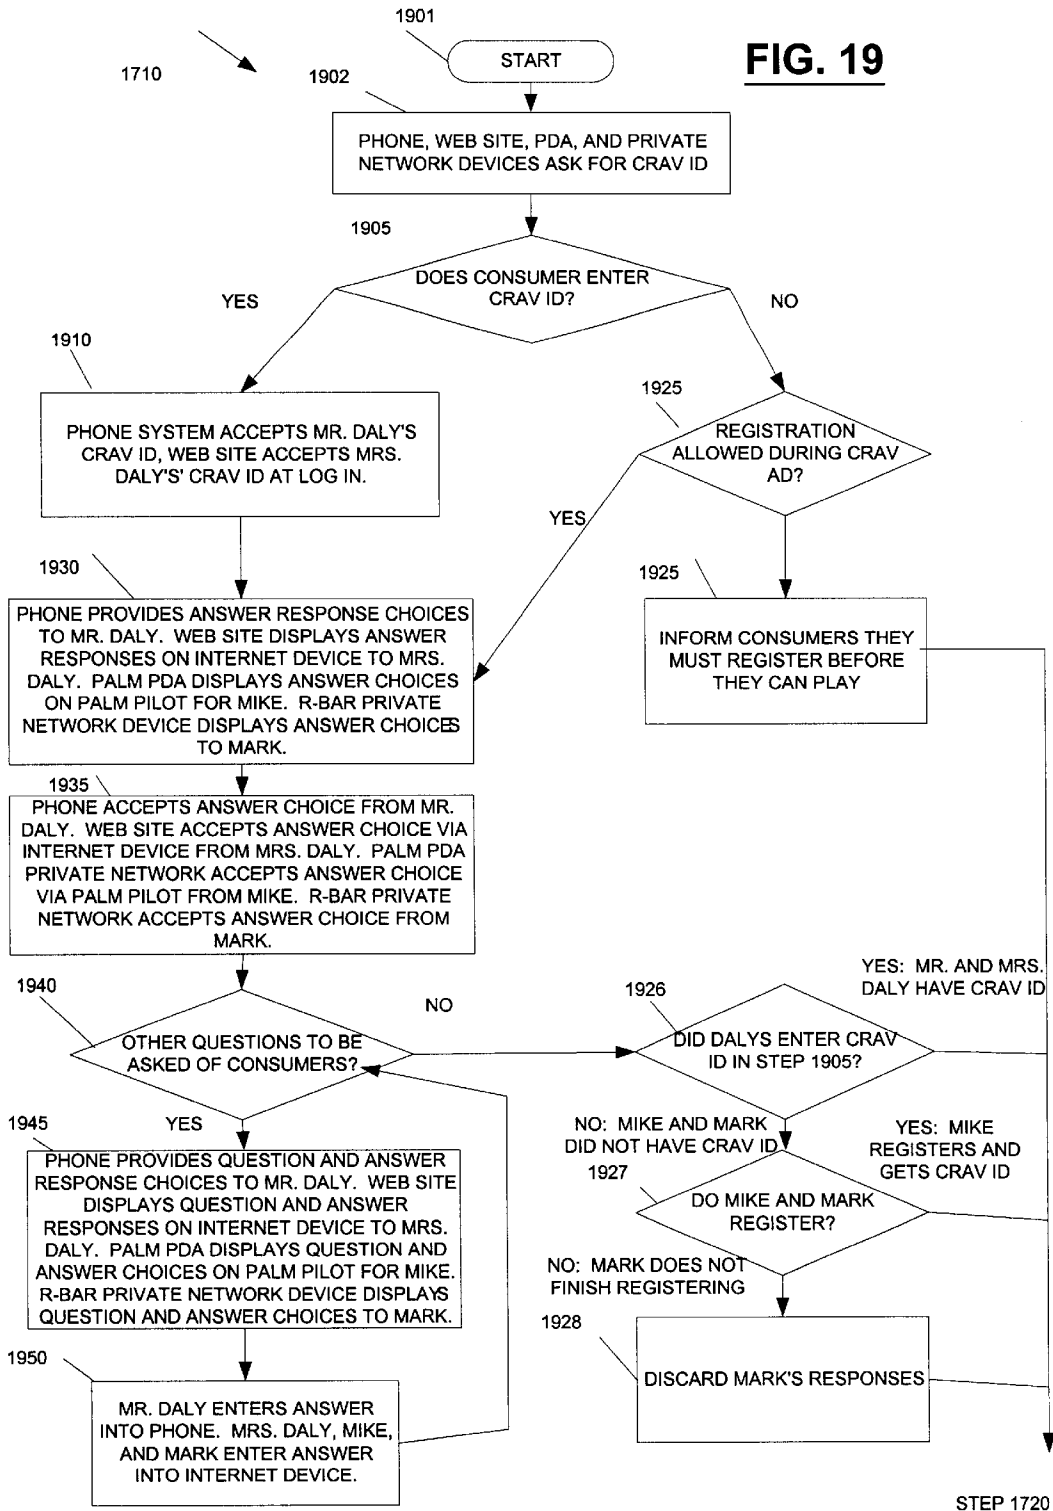 1901
START
FIG. 19
1710
1902
PHONE, WEB SITE, PDA, AND PRIVATE
NETWORK DEVICES ASK FOR CRAV ID
1905
DOES CONSUMER ENTER
CRAV ID?
YES
NO
1910
PHONE SYSTEM ACCEPTS MR. DALY'S
CRAV ID, WEB SITE ACCEPTS MRS.
DALY'S' CRAV ID AT LOG IN.
1925
REGISTRATION
ALLOWED DURING CRAV
AD?
YES
1930
PHONE PROVIDES ANSWER RESPONSE CHOICES
TO MR. DALY. WEB SITE DISPLAYS ANSWER
RESPONSES ON INTERNET DEVICE TO MRS.
DALY. PALM PDA DISPLAYS ANSWER CHOICES
ON PALM PILOT FOR MIKE. R-BAR PRIVATE
NETWORK DEVICE DISPLAYS ANSWER CHOICES
TO MARK.
1925
INFORM CONSUMERS THEY
MUST REGISTER BEFORE
THEY CAN PLAY
1935
PHONE ACCEPTS ANSWER CHOICE FROM MR.
DALY. WEB SITE ACCEPTS ANSWER CHOICE VIA
INTERNET DEVICE FROM MRS. DALY. PALM PDA
PRIVATE NETWORK ACCEPTS ANSWER CHOICE
VIA PALM PILOT FROM MIKE. R-BAR PRIVATE
NETWORK ACCEPTS ANSWER CHOICE FROM
MARK.
1940
OTHER QUESTIONS TO BE
ASKED OF CONSUMERS?
NO
YES
1926
DID DALYS ENTER CRAV
ID IN STEP 1905?
YES: MR. AND MRS.
DALY HAVE CRAV ID
NO: MIKE AND MARK
DID NOT HAVE CRAV ID
1927
DO MIKE AND MARK
REGISTER?
YES: MIKE
REGISTERS AND
GETS CRAV ID
NO: MARK DOES NOT
FINISH REGISTERING
1945
PHONE PROVIDES QUESTION AND ANSWER
RESPONSE CHOICES TO MR. DALY. WEB SITE
DISPLAYS QUESTION AND ANSWER
RESPONSES ON INTERNET DEVICE TO MRS.
DALY. PALM PDA DISPLAYS QUESTION AND
ANSWER CHOICES ON PALM PILOT FOR MIKE.
R-BAR PRIVATE NETWORK DEVICE DISPLAYS
QUESTION AND ANSWER CHOICES TO MARK.
1928
DISCARD MARK'S RESPONSES
1950
MR. DALY ENTERS ANSWER
INTO PHONE. MRS. DALY, MIKE,
AND MARK ENTER ANSWER
INTO INTERNET DEVICE.
STEP 1720